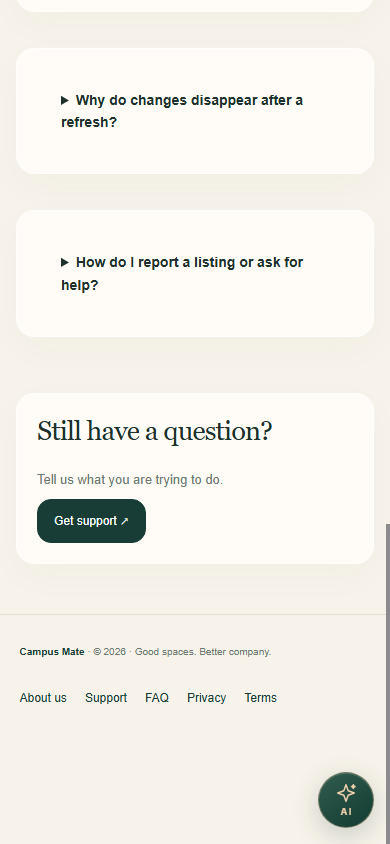 ▶ Why do changes disappear after a
refresh?
▶ How do I report a listing or ask for
help?
Still have a question?
Tell us what you are trying to do.
Get support ↗
Campus Mate · © 2026 · Good spaces. Better company.
About us Support FAQ Privacy Terms
AI